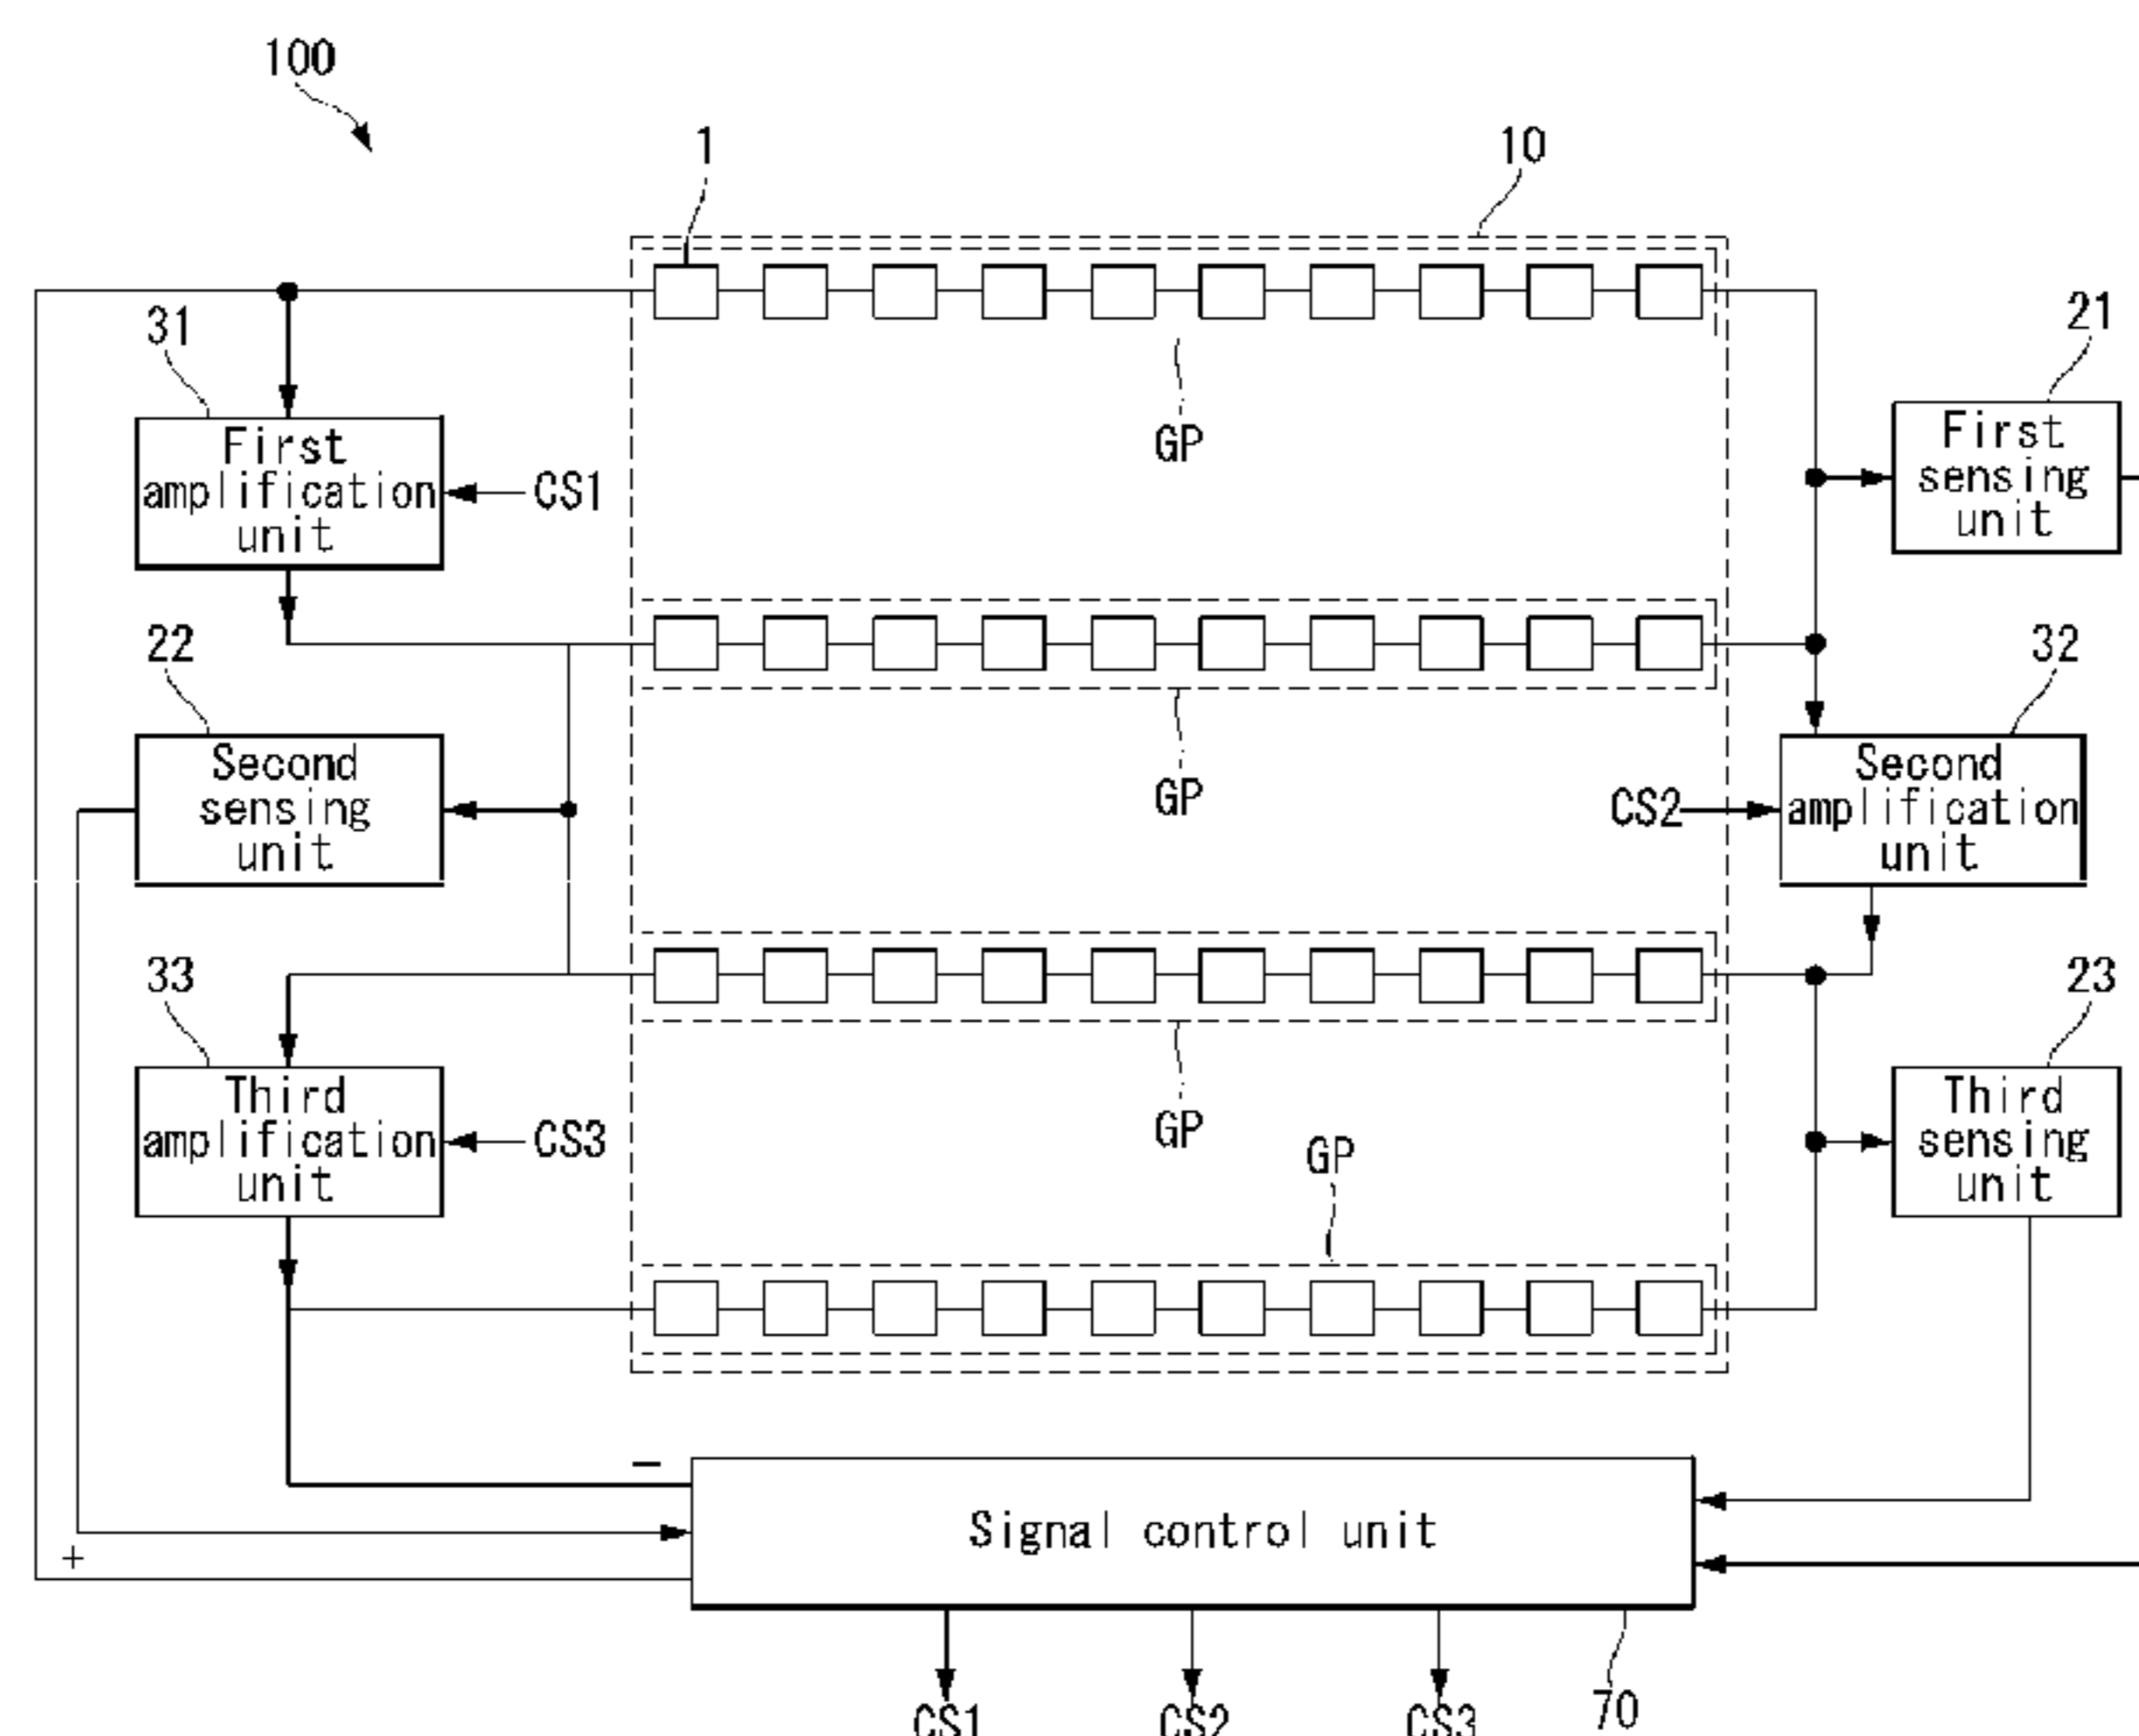 100
1
10
31
21
First
amplification
unit
CS1
GP
First
sensing
unit
22
32
Second
sensing
unit
GP
CS2
Second
amplification
unit
33
23
Third
amplification
unit
CS3
GP
GP
Third
sensing
unit
−
+
Signal control unit
CS1
CS2
CS3
70